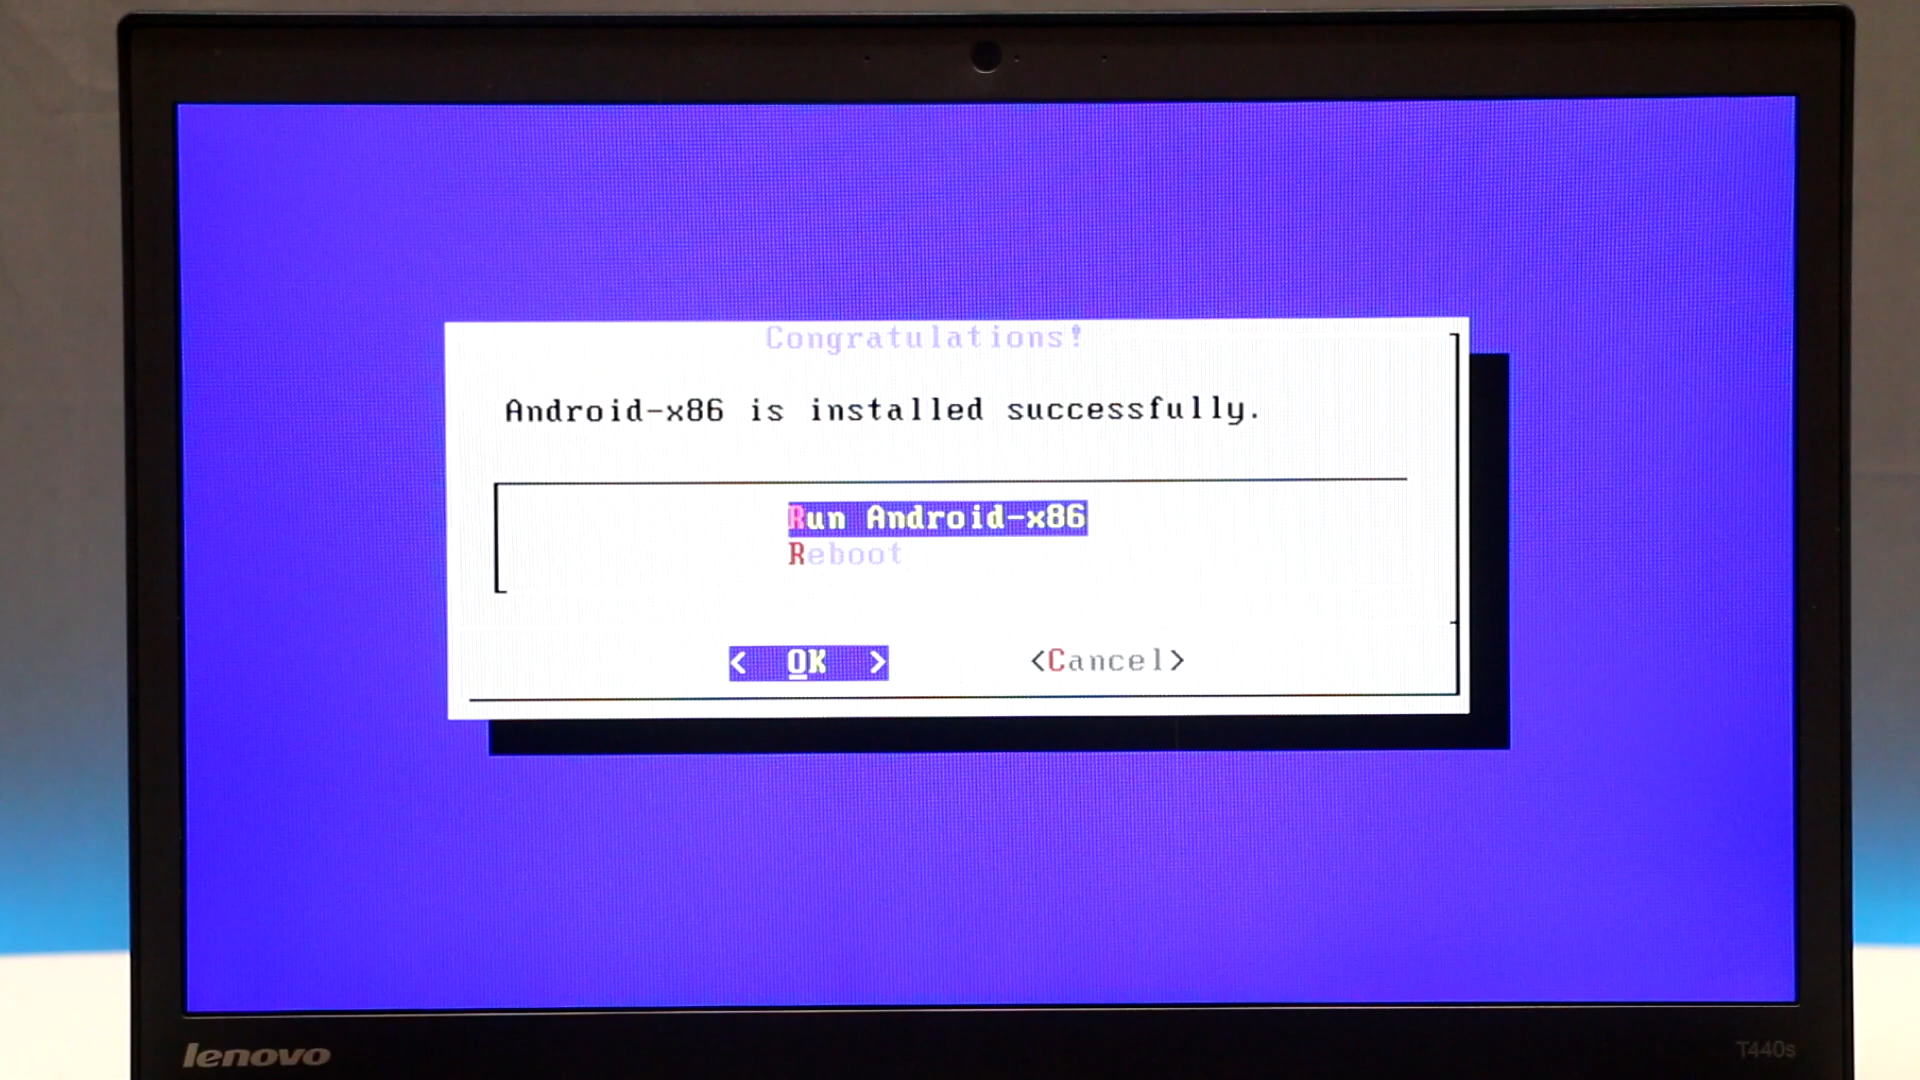 Congratulations!
Android-x86 is installed successfully.
Run Android-x86
Reboot
< OK > <Cancel>
lenovo
T440s